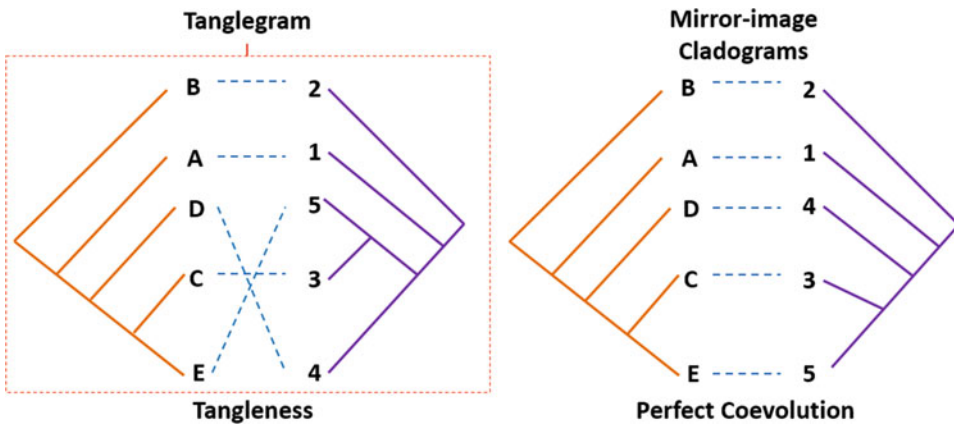 Tanglegram
B 2
A 1
D 5
C 3
E 4
Tangleness
Mirror-image
Cladograms
B 2
A 1
D 4
C 3
E 5
Perfect Coevolution